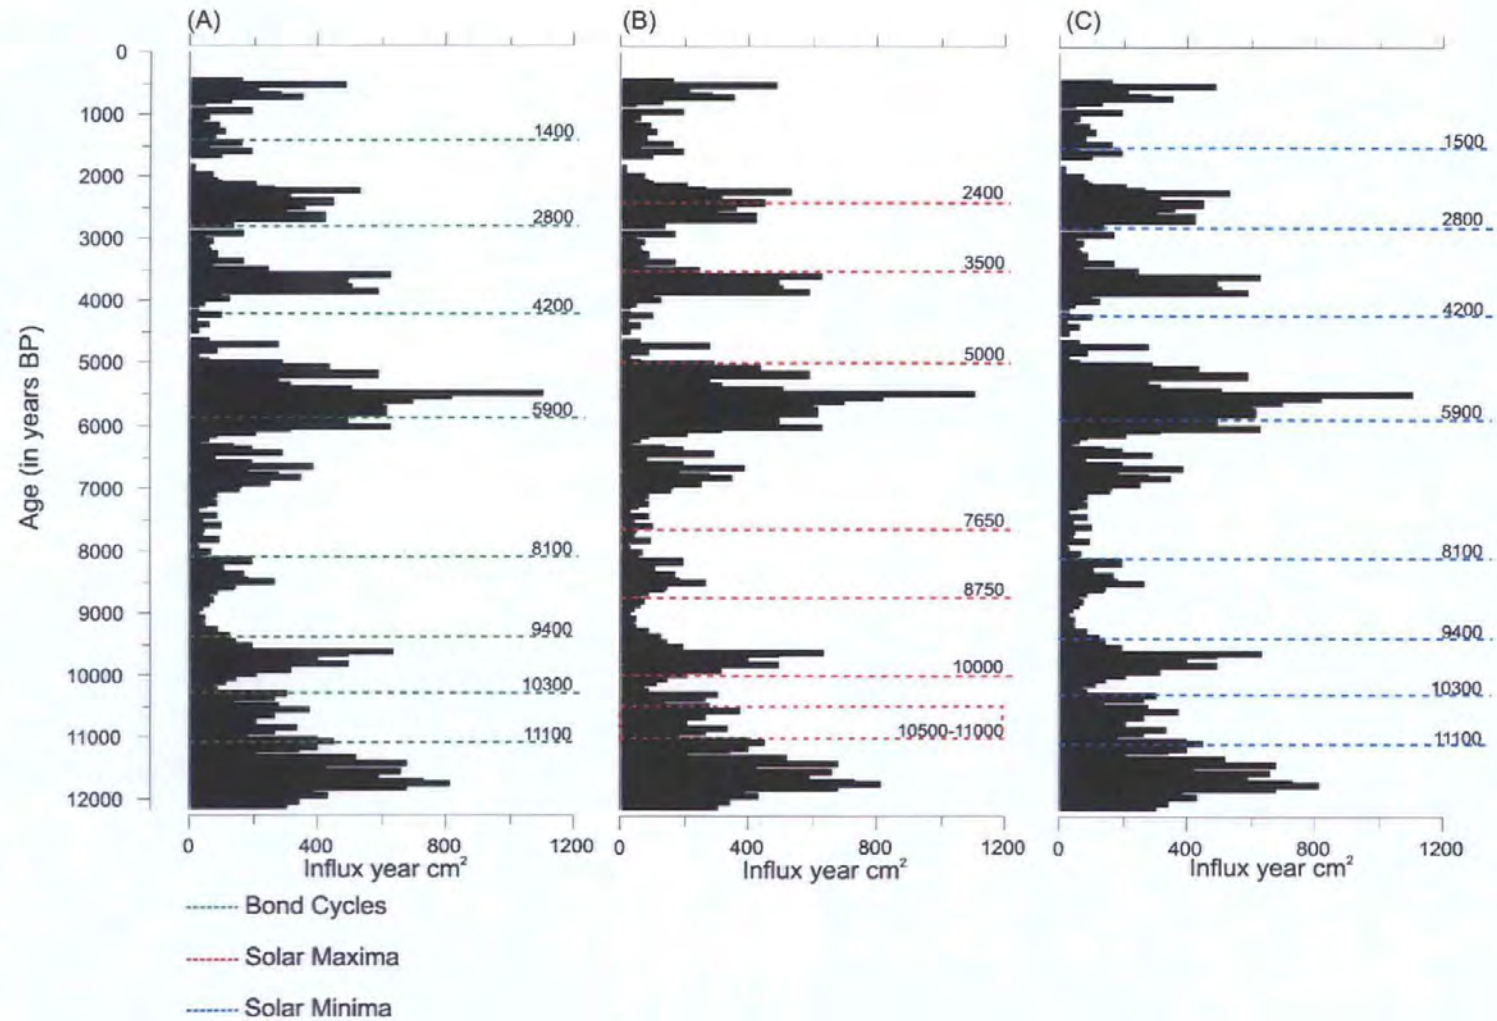 (A)
(B)
(C)
Age (in years BP)
0
1000
2000
3000
4000
5000
6000
7000
8000
9000
10000
11000
12000
1400
2800
4200
5900
8100
9400
10300
11100
2400
3500
5000
7650
8750
10000
10500-11000
1500
2800
4200
5900
8100
9400
10300
11100
0 400 800 1200
Influx year cm²
0 400 800 1200
Influx year cm²
0 400 800 1200
Influx year cm²
Bond Cycles
Solar Maxima
Solar Minima